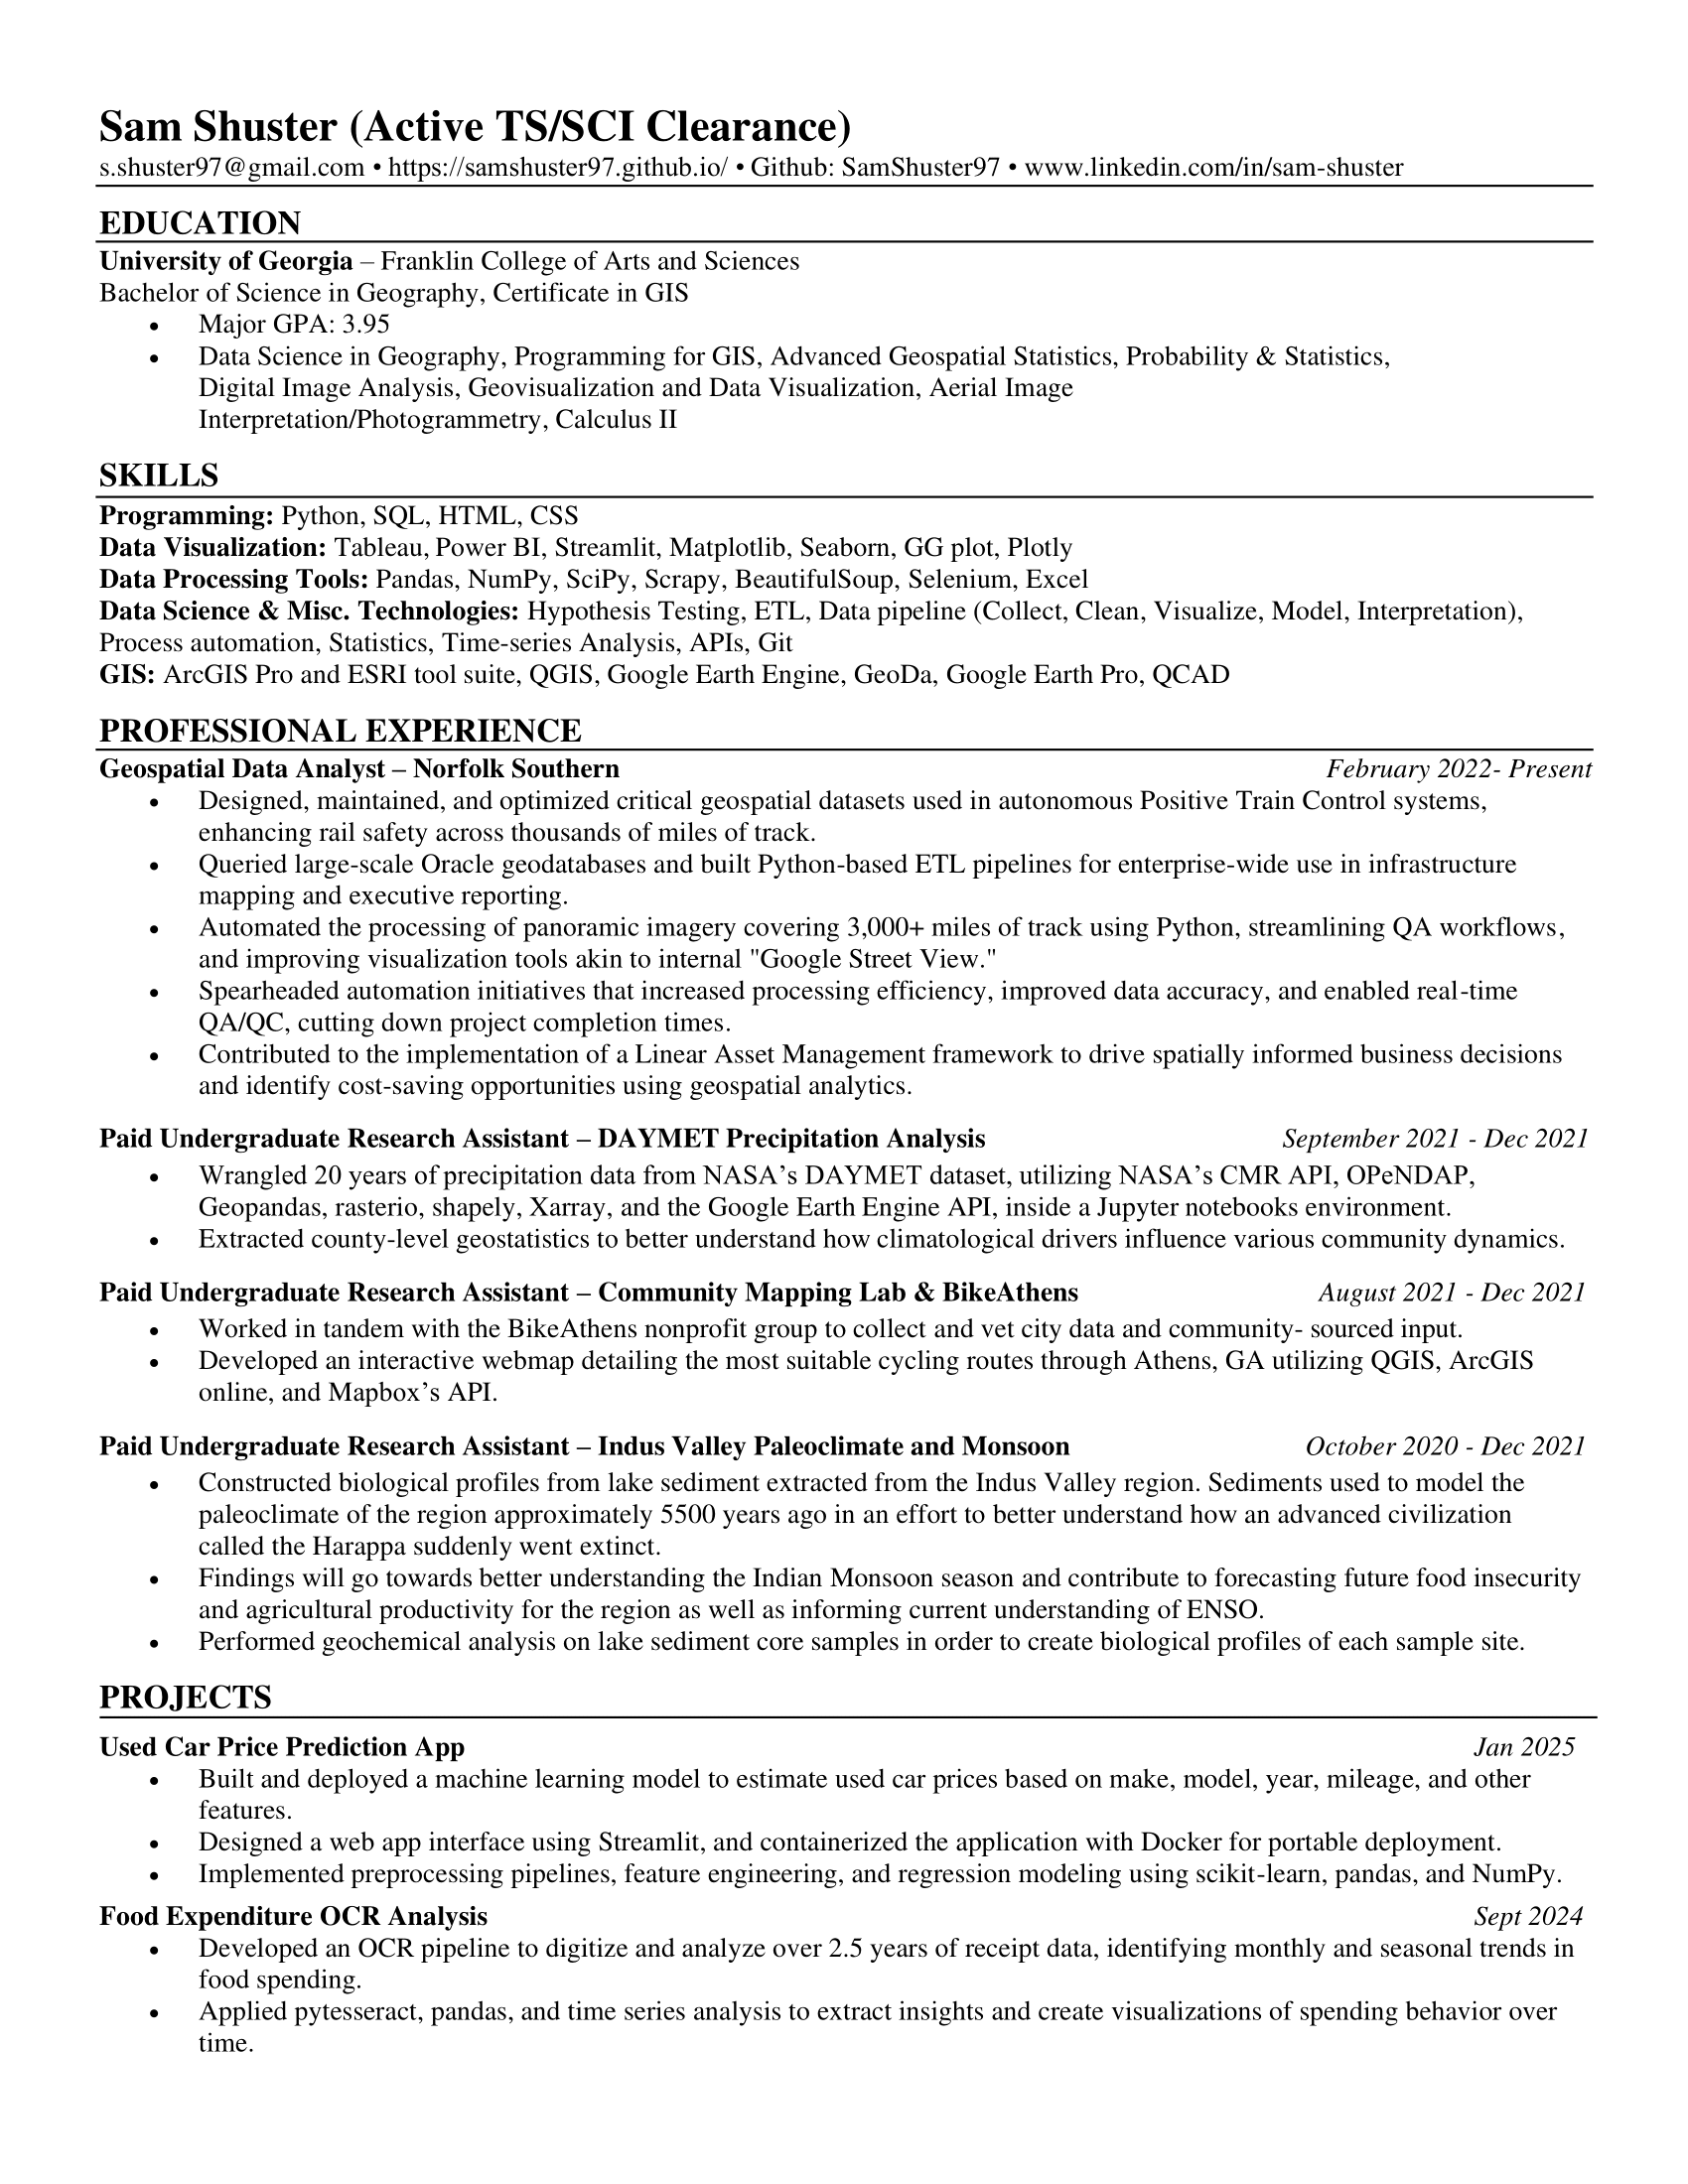 Sam Shuster (Active TS/SCI Clearance)
s.shuster97@gmail.com • https://samshuster97.github.io/ • Github: SamShuster97 • www.linkedin.com/in/sam-shuster
EDUCATION
University of Georgia – Franklin College of Arts and Sciences
Bachelor of Science in Geography, Certificate in GIS
• Major GPA: 3.95
• Data Science in Geography, Programming for GIS, Advanced Geospatial Statistics, Probability & Statistics,
Digital Image Analysis, Geovisualization and Data Visualization, Aerial Image
Interpretation/Photogrammetry, Calculus II
SKILLS
Programming: Python, SQL, HTML, CSS
Data Visualization: Tableau, Power BI, Streamlit, Matplotlib, Seaborn, GG plot, Plotly
Data Processing Tools: Pandas, NumPy, SciPy, Scrapy, BeautifulSoup, Selenium, Excel
Data Science & Misc. Technologies: Hypothesis Testing, ETL, Data pipeline (Collect, Clean, Visualize, Model, Interpretation),
Process automation, Statistics, Time-series Analysis, APIs, Git
GIS: ArcGIS Pro and ESRI tool suite, QGIS, Google Earth Engine, GeoDa, Google Earth Pro, QCAD
PROFESSIONAL EXPERIENCE
Geospatial Data Analyst – Norfolk Southern February 2022- Present
• Designed, maintained, and optimized critical geospatial datasets used in autonomous Positive Train Control systems,
enhancing rail safety across thousands of miles of track.
• Queried large-scale Oracle geodatabases and built Python-based ETL pipelines for enterprise-wide use in infrastructure
mapping and executive reporting.
• Automated the processing of panoramic imagery covering 3,000+ miles of track using Python, streamlining QA workflows,
and improving visualization tools akin to internal "Google Street View."
• Spearheaded automation initiatives that increased processing efficiency, improved data accuracy, and enabled real-time
QA/QC, cutting down project completion times.
• Contributed to the implementation of a Linear Asset Management framework to drive spatially informed business decisions
and identify cost-saving opportunities using geospatial analytics.
Paid Undergraduate Research Assistant – DAYMET Precipitation Analysis September 2021 - Dec 2021
• Wrangled 20 years of precipitation data from NASA’s DAYMET dataset, utilizing NASA’s CMR API, OPeNDAP,
Geopandas, rasterio, shapely, Xarray, and the Google Earth Engine API, inside a Jupyter notebooks environment.
• Extracted county-level geostatistics to better understand how climatological drivers influence various community dynamics.
Paid Undergraduate Research Assistant – Community Mapping Lab & BikeAthens August 2021 - Dec 2021
• Worked in tandem with the BikeAthens nonprofit group to collect and vet city data and community- sourced input.
• Developed an interactive webmap detailing the most suitable cycling routes through Athens, GA utilizing QGIS, ArcGIS
online, and Mapbox’s API.
Paid Undergraduate Research Assistant – Indus Valley Paleoclimate and Monsoon October 2020 - Dec 2021
• Constructed biological profiles from lake sediment extracted from the Indus Valley region. Sediments used to model the
paleoclimate of the region approximately 5500 years ago in an effort to better understand how an advanced civilization
called the Harappa suddenly went extinct.
• Findings will go towards better understanding the Indian Monsoon season and contribute to forecasting future food insecurity
and agricultural productivity for the region as well as informing current understanding of ENSO.
• Performed geochemical analysis on lake sediment core samples in order to create biological profiles of each sample site.
PROJECTS
Used Car Price Prediction App Jan 2025
• Built and deployed a machine learning model to estimate used car prices based on make, model, year, mileage, and other
features.
• Designed a web app interface using Streamlit, and containerized the application with Docker for portable deployment.
• Implemented preprocessing pipelines, feature engineering, and regression modeling using scikit-learn, pandas, and NumPy.
Food Expenditure OCR Analysis Sept 2024
• Developed an OCR pipeline to digitize and analyze over 2.5 years of receipt data, identifying monthly and seasonal trends in
food spending.
• Applied pytesseract, pandas, and time series analysis to extract insights and create visualizations of spending behavior over
time.